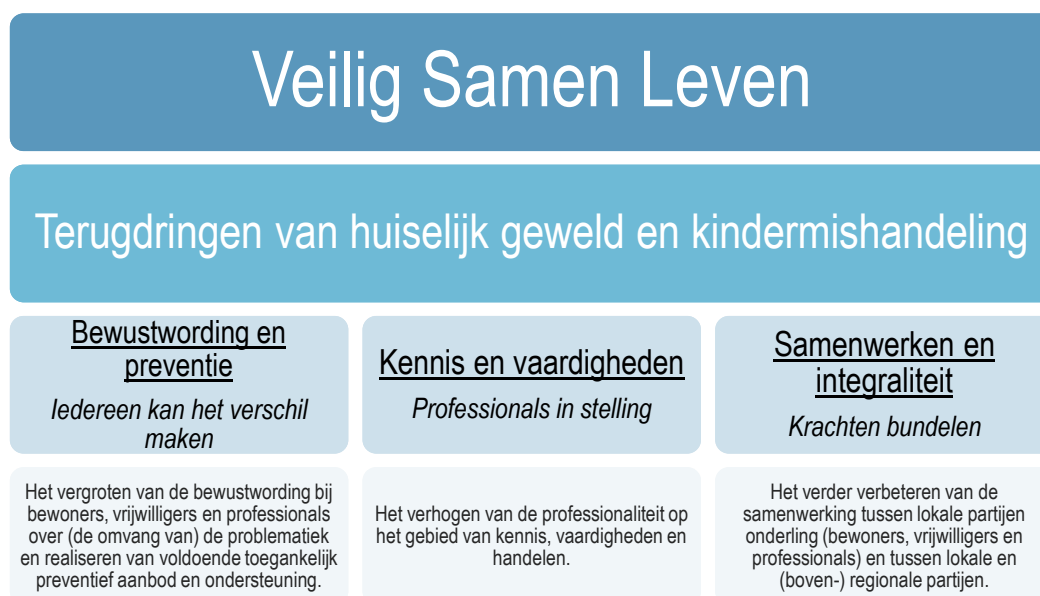 Veilig Samen Leven
Terugdringen van huiselijk geweld en kindermishandeling
Bewustwording en
preventie
Iedereen kan het verschil
maken
Kennis en vaardigheden
Professionals in stelling
Samenwerken en
integraliteit
Krachten bundelen
Het vergroten van de bewustwording bij
bewoners, vrijwilligers en professionals
over (de omvang van) de problematiek
en realiseren van voldoende toegankelijk
preventief aanbod en ondersteuning.
Het verhogen van de professionaliteit op
het gebied van kennis, vaardigheden en
handelen.
Het verder verbeteren van de
samenwerking tussen lokale partijen
onderling (bewoners, vrijwilligers en
professionals) en tussen lokale en
(boven-) regionale partijen.